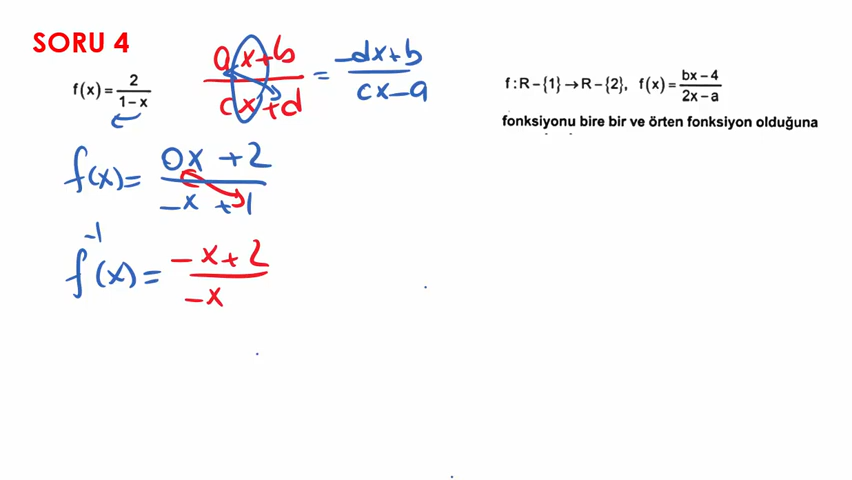 SORU 4
f(x) = 2 / 1-x
ax+b / cx+d = -dx+b / cx-a
f(x) = 0x+2 / -x+1
f⁻¹(x) = -x+2 / -x
f : R-{1} → R-{2}, f(x) = bx-4 / 2x-a
fonksiyonu bire bir ve örten fonksiyon olduğuna